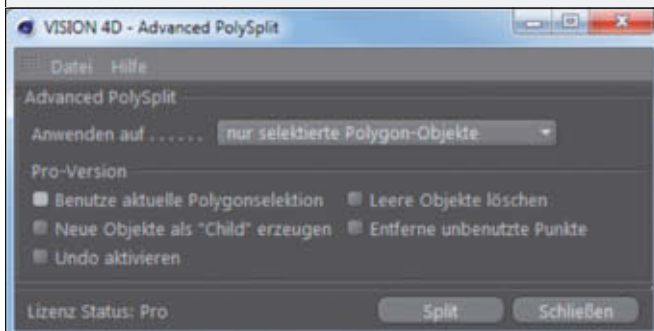 VISION 4D - Advanced PolySplit
Datei Hilfe
Advanced PolySplit
Anwenden auf . . . . . . nur selektierte Polygon-Objekte
Pro-Version
Benutze aktuelle Polygonselektion Leere Objekte löschen
Neue Objekte als "Child" erzeugen Entferne unbenutzte Punkte
Undo aktivieren
Lizenz Status: Pro Split Schließen